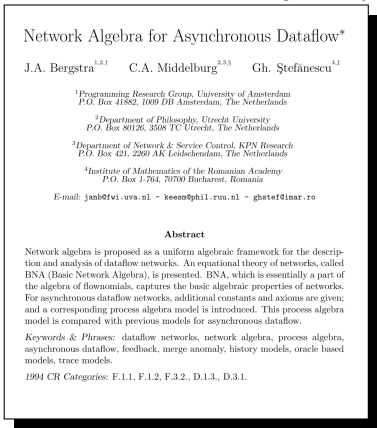 Network Algebra for Asynchronous Dataflow*
J.A. Bergstra^{1,2,†} C.A. Middelburg^{2,3,§} Gh. Ştefănescu^{4,‡}
^1Programming Research Group, University of Amsterdam
P.O. Box 41882, 1009 DB Amsterdam, The Netherlands
^2Department of Philosophy, Utrecht University
P.O. Box 80126, 3508 TC Utrecht, The Netherlands
^3Department of Network & Service Control, KPN Research
P.O. Box 421, 2260 AK Leidschendam, The Netherlands
^4Institute of Mathematics of the Romanian Academy
P.O. Box 1-764, 70700 Bucharest, Romania
E-mail: janb@fwi.uva.nl - keesm@phil.ruu.nl - ghstef@imar.ro
Abstract
Network algebra is proposed as a uniform algebraic framework for the descrip-
tion and analysis of dataflow networks. An equational theory of networks, called
BNA (Basic Network Algebra), is presented. BNA, which is essentially a part of
the algebra of flownomials, captures the basic algebraic properties of networks.
For asynchronous dataflow networks, additional constants and axioms are given;
and a corresponding process algebra model is introduced. This process algebra
model is compared with previous models for asynchronous dataflow.
Keywords & Phrases: dataflow networks, network algebra, process algebra,
asynchronous dataflow, feedback, merge anomaly, history models, oracle based
models, trace models.
1994 CR Categories: F.1.1, F.1.2, F.3.2., D.1.3., D.3.1.